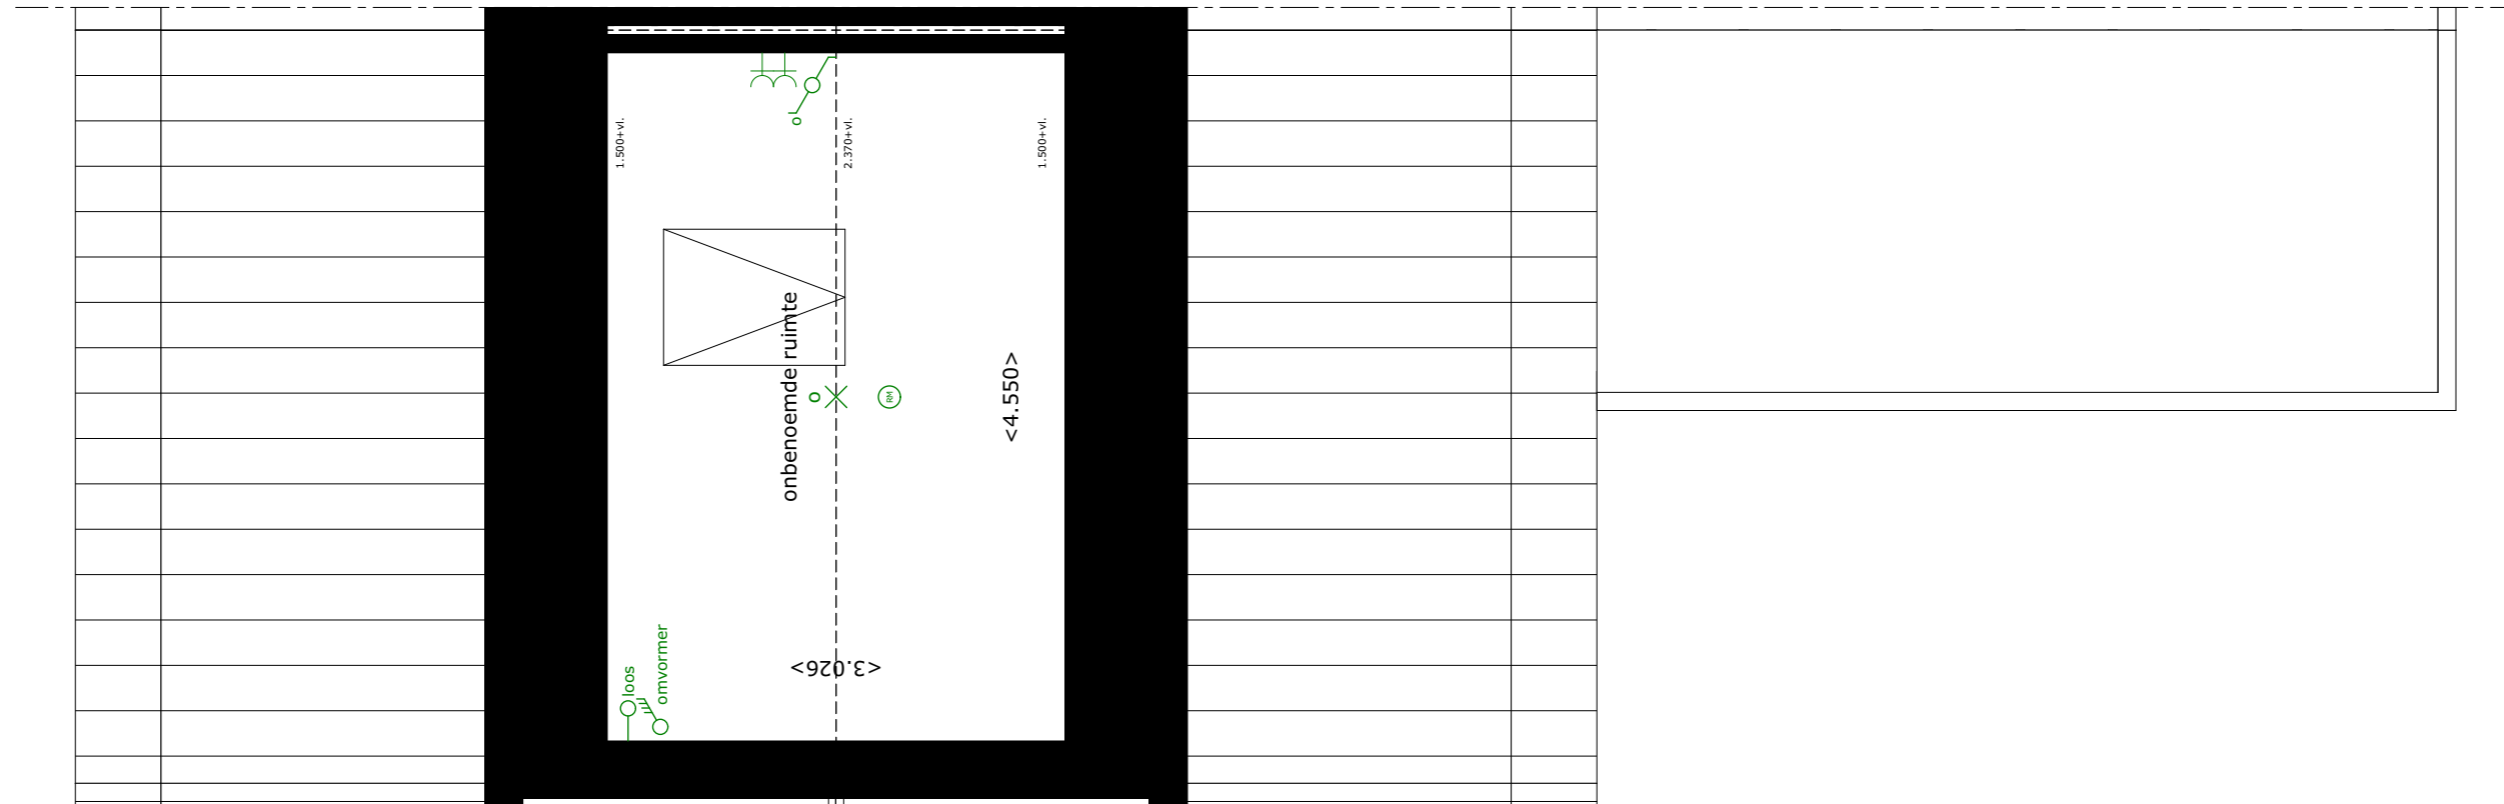 o
1.500+vl.
2.370+vl.
1.500+vl.
onbenoemde ruimte
o
RM
<4.550>
<3.026>
loos
omvormer